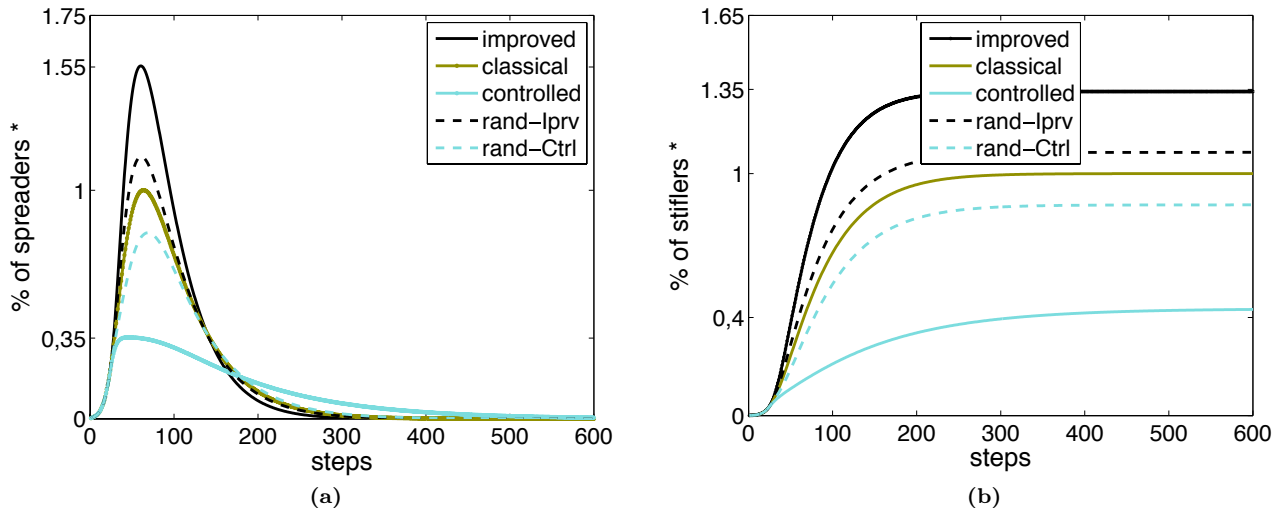 1.75
1.55
1
0,35
0
% of spreaders *
0 100 200 300 400 500 600
steps
improved
classical
controlled
rand-Iprv
rand-Ctrl
(a)
1.65
1.35
1
0,4
0
% of stiflers *
0 100 200 300 400 500 600
steps
improved
classical
controlled
rand-Iprv
rand-Ctrl
(b)